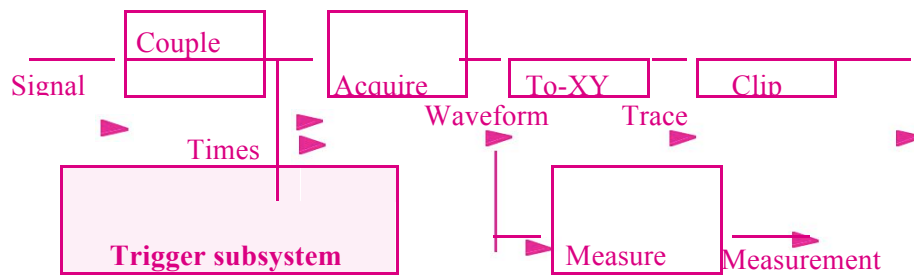 Couple
Signal
Acquire
To-XY
Clip
Waveform
Trace
Times
Trigger subsystem
Measure
Measurement